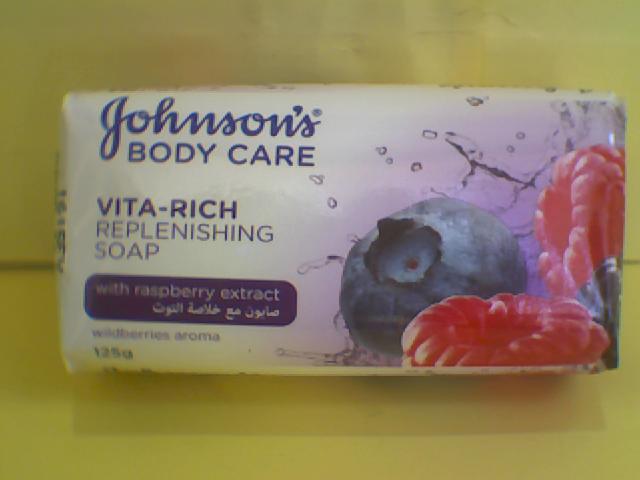 Johnson's®
BODY CARE
VITA-RICH
REPLENISHING
SOAP
with raspberry extract
صابون مع خلاصة التوت
wildberries aroma
125g